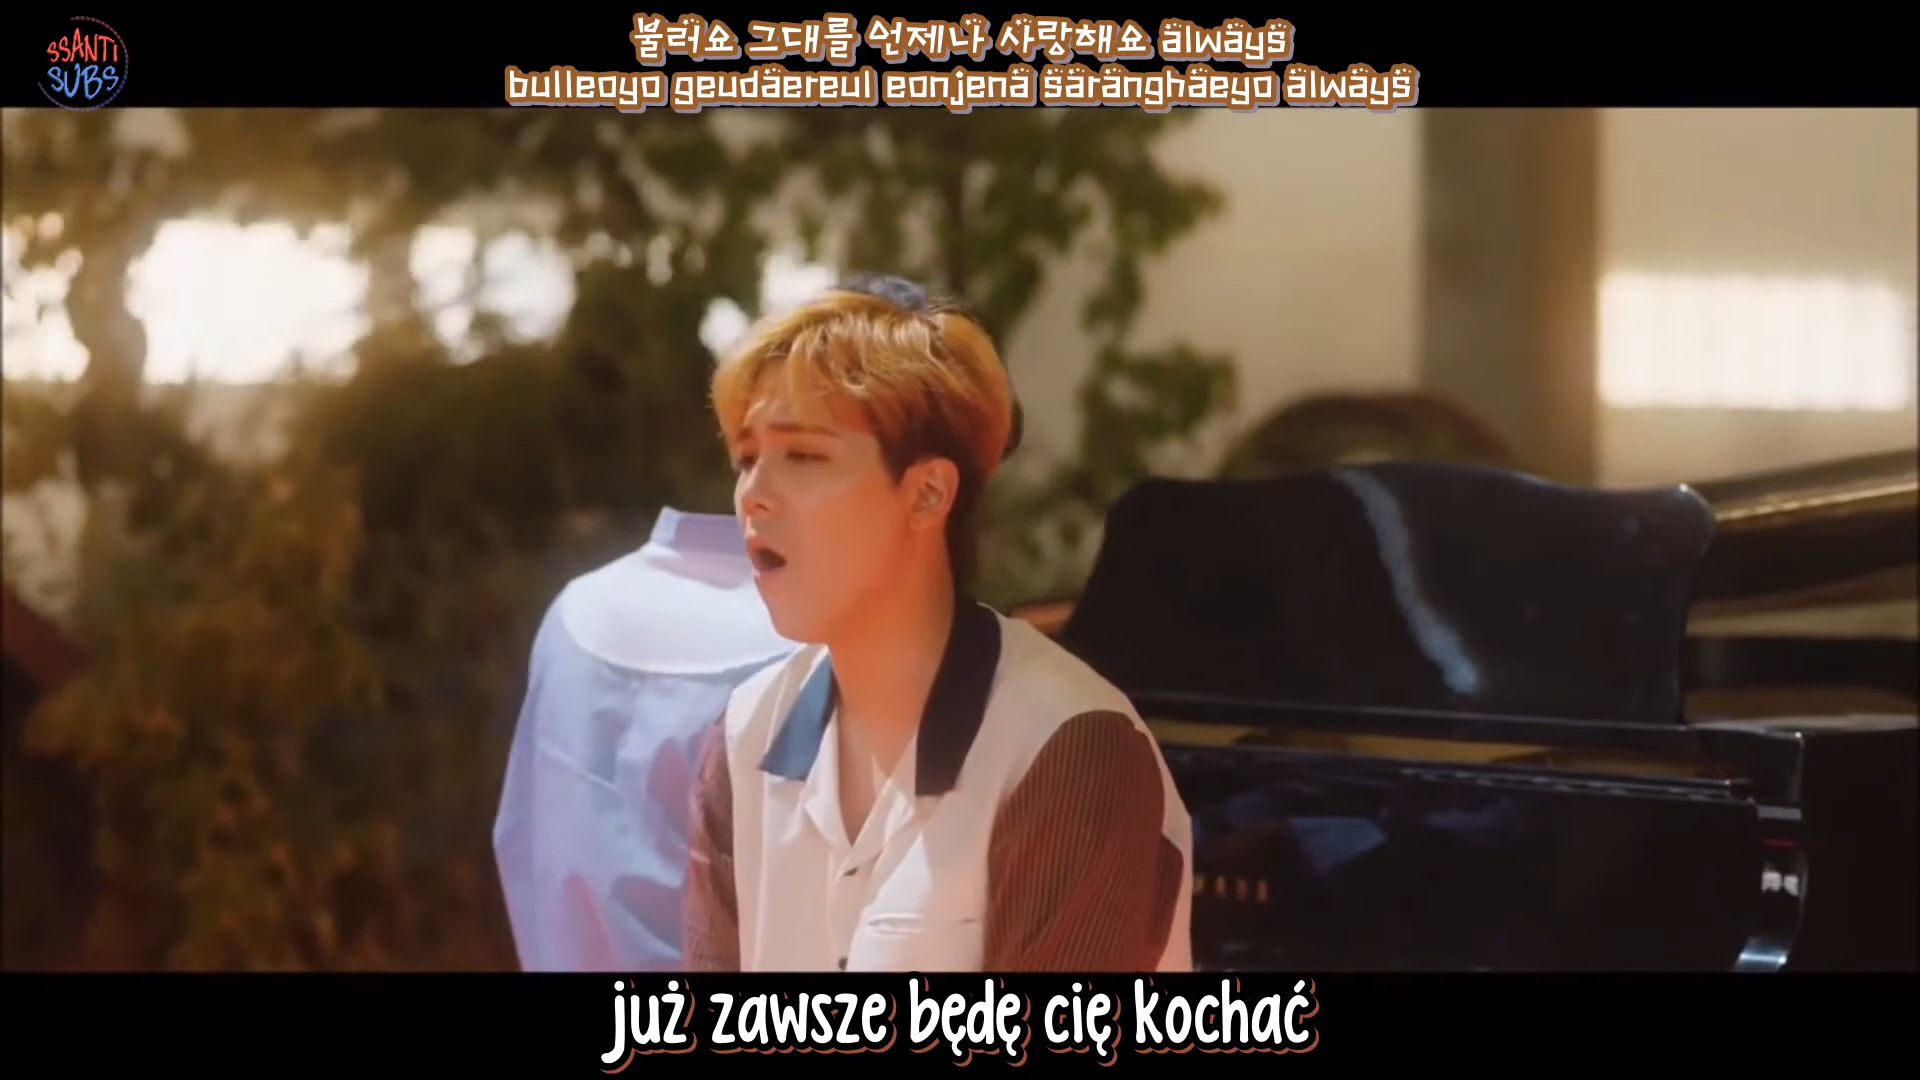 SSANTI
SUBS
불러요 그대를 언제나 사랑해요 always
bulleoyo geudaereul eonjena saranghaeyo always
już zawsze będę cię kochać